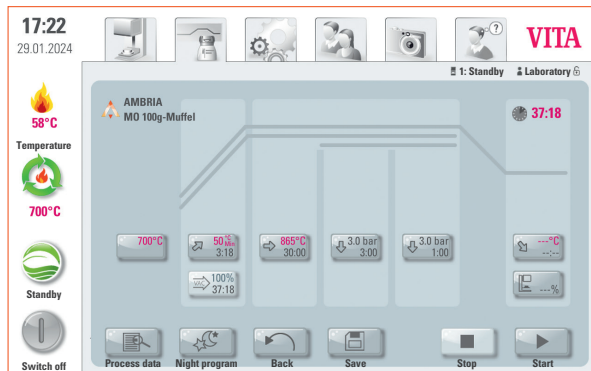 17:22
29.01.2024
?
VITA
1: Standby
Laboratory
AMBRIA
MO 100g-Muffel
37:18
58°C
Temperature
700°C
700°C
50 °C Min
3:18
865°C
30:00
3.0 bar
3:00
3.0 bar
1:00
---°C
--:--
VAC 100%
37:18
---%
Standby
Switch off
Process data
Night program
Back
Save
Stop
Start